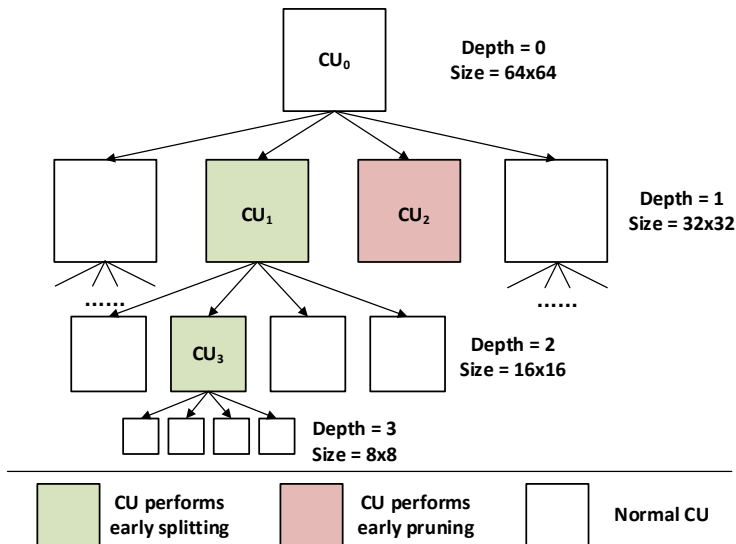 CU₀
Depth = 0
Size = 64x64
CU₁
CU₂
Depth = 1
Size = 32x32
......
......
CU₃
Depth = 2
Size = 16x16
Depth = 3
Size = 8x8
CU performs
early splitting
CU performs
early pruning
Normal CU